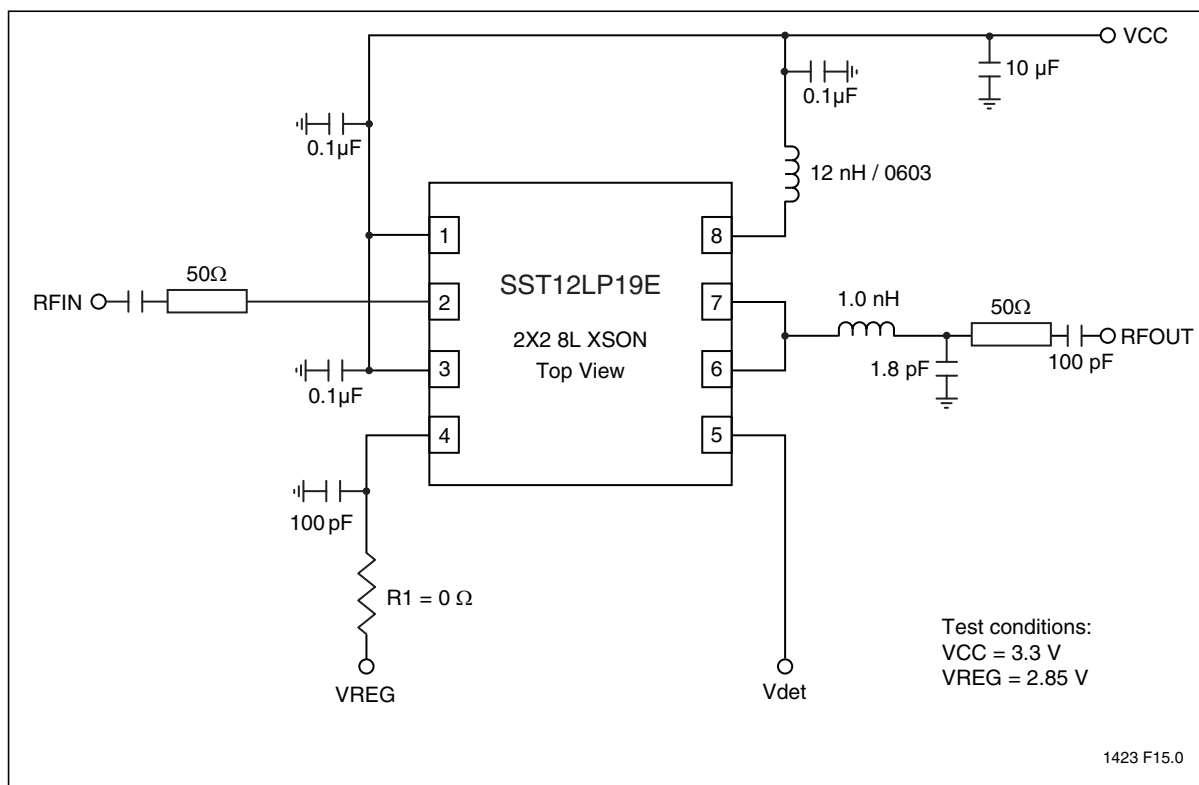 VCC
10 µF
0.1µF
0.1µF
12 nH / 0603
1
8
50Ω
SST12LP19E
RFIN
2
7
1.0 nH
50Ω
2X2 8L XSON
RFOUT
Top View
3
6
1.8 pF
100 pF
0.1µF
4
5
100 pF
R1 = 0 Ω
Test conditions:
VCC = 3.3 V
VREG = 2.85 V
VREG
Vdet
1423 F15.0